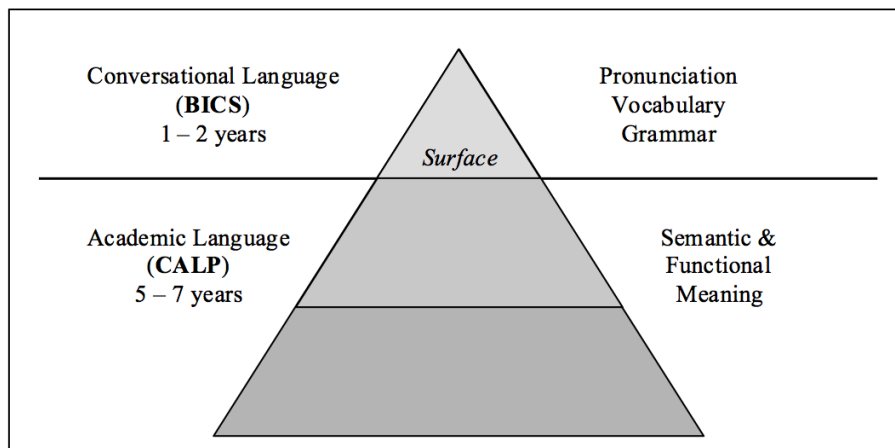 Conversational Language
(BICS)
1 – 2 years
Pronunciation
Vocabulary
Grammar
Surface
Academic Language
(CALP)
5 – 7 years
Semantic &
Functional
Meaning